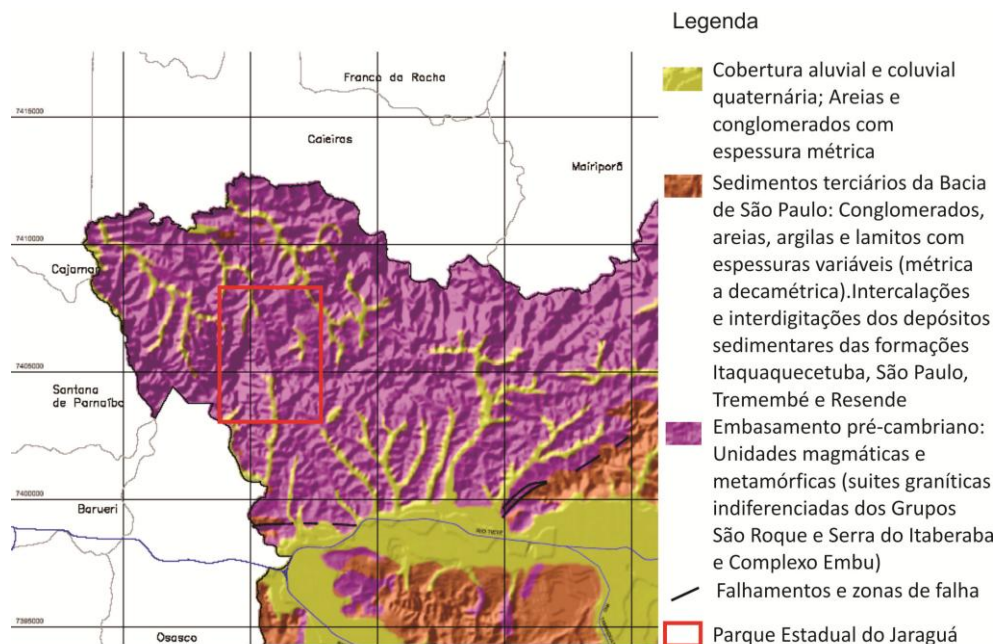 Franco da Rocha
7415000
Caieiras
Mairiporã
7410000
Cajamar
7405000
Santana
de Parnaíba
7400000
Barueri
RIO TIETE
7395000
Osasco
Legenda
Cobertura aluvial e coluvial
quaternária; Areias e
conglomerados com
espessura métrica
Sedimentos terciários da Bacia
de São Paulo: Conglomerados,
areias, argilas e lamitos com
espessuras variáveis (métrica
a decamétrica).Intercalações
e interdigitações dos depósitos
sedimentares das formações
Itaquaquecetuba, São Paulo,
Tremembé e Resende
Embasamento pré-cambriano:
Unidades magmáticas e
metamórficas (suites graníticas
indiferenciadas dos Grupos
São Roque e Serra do Itaberaba
e Complexo Embu)
Falhamentos e zonas de falha
Parque Estadual do Jaraguá